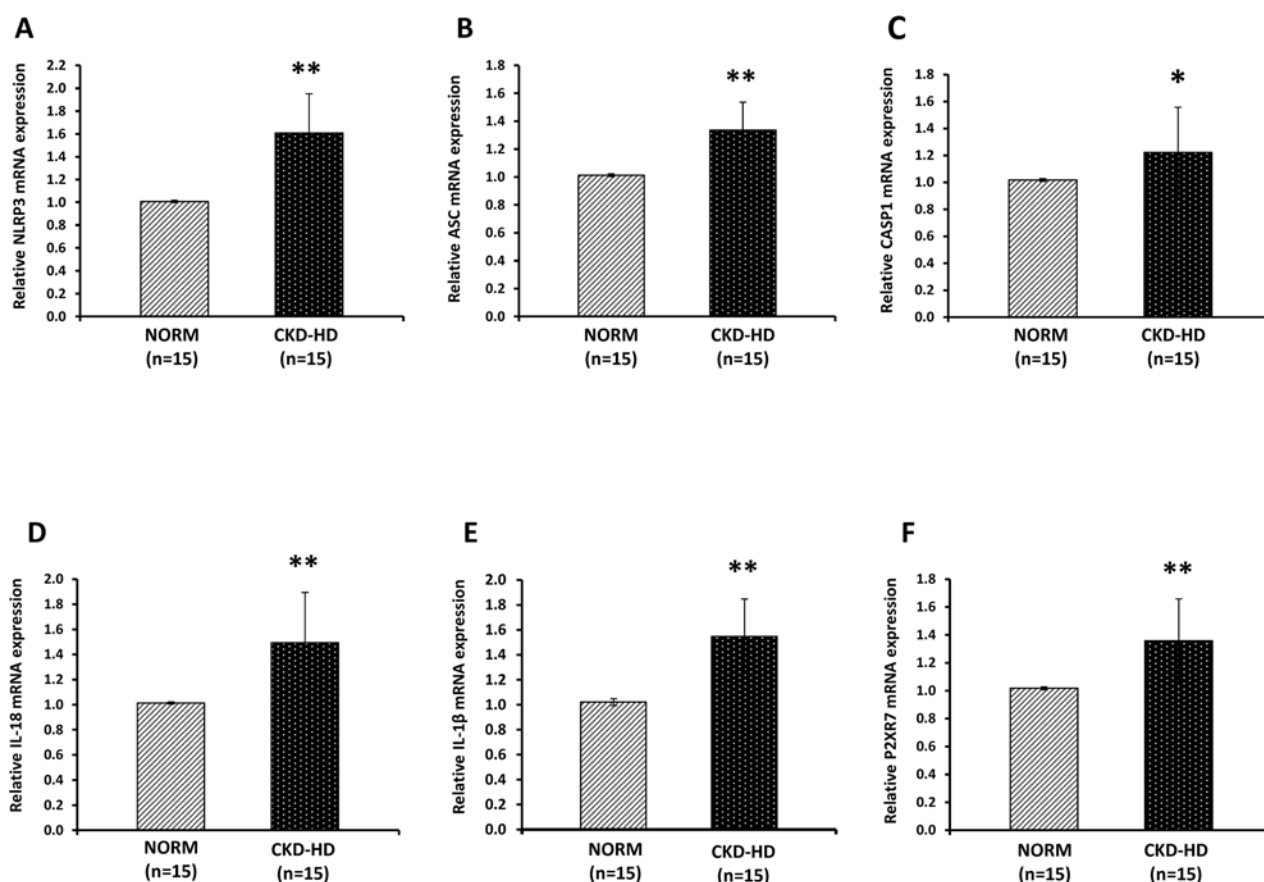 A
Relative NLRP3 mRNA expression
2.2
2.0
1.8
1.6
1.4
1.2
1.0
0.8
0.6
0.4
0.2
0.0
**
NORM
(n=15)
CKD-HD
(n=15)
B
Relative ASC mRNA expression
1.8
1.6
1.4
1.2
1.0
0.8
0.6
0.4
0.2
0.0
**
NORM
(n=15)
CKD-HD
(n=15)
C
Relative CASP1 mRNA expression
1.8
1.6
1.4
1.2
1.0
0.8
0.6
0.4
0.2
0.0
*
NORM
(n=15)
CKD-HD
(n=15)
D
Relative IL-18 mRNA expression
2.0
1.8
1.6
1.4
1.2
1.0
0.8
0.6
0.4
0.2
0.0
**
NORM
(n=15)
CKD-HD
(n=15)
E
Relative IL-1β mRNA expression
2.0
1.8
1.6
1.4
1.2
1.0
0.8
0.6
0.4
0.2
0.0
**
NORM
(n=15)
CKD-HD
(n=15)
F
Relative P2XR7 mRNA expression
1.8
1.6
1.4
1.2
1.0
0.8
0.6
0.4
0.2
0.0
**
NORM
(n=15)
CKD-HD
(n=15)